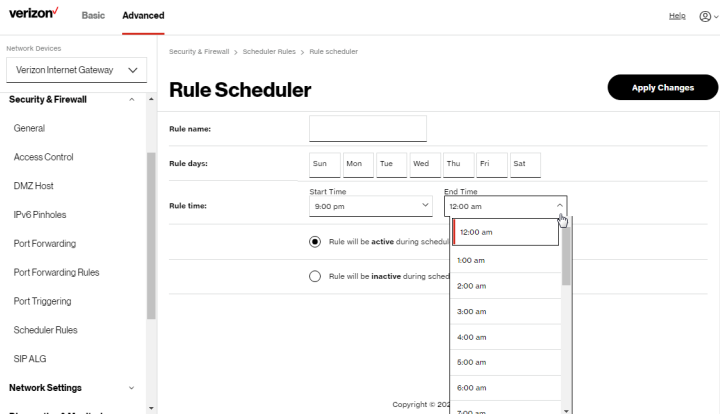 verizon✓ Basic Advanced Help
Network Devices
Verizon Internet Gateway
Security & Firewall
General
Access Control
DMZ Host
IPv6 Pinholes
Port Forwarding
Port Forwarding Rules
Port Triggering
Scheduler Rules
SIP ALG
Network Settings
Security & Firewall > Scheduler Rules > Rule scheduler
Rule Scheduler
Apply Changes
Rule name:
Rule days: Sun Mon Tue Wed Thu Fri Sat
Start Time End Time
Rule time: 9:00 pm 12:00 am
Rule will be active during schedul
Rule will be inactive during sched
12:00 am
1:00 am
2:00 am
3:00 am
4:00 am
5:00 am
6:00 am
7:00 am
Copyright © 202